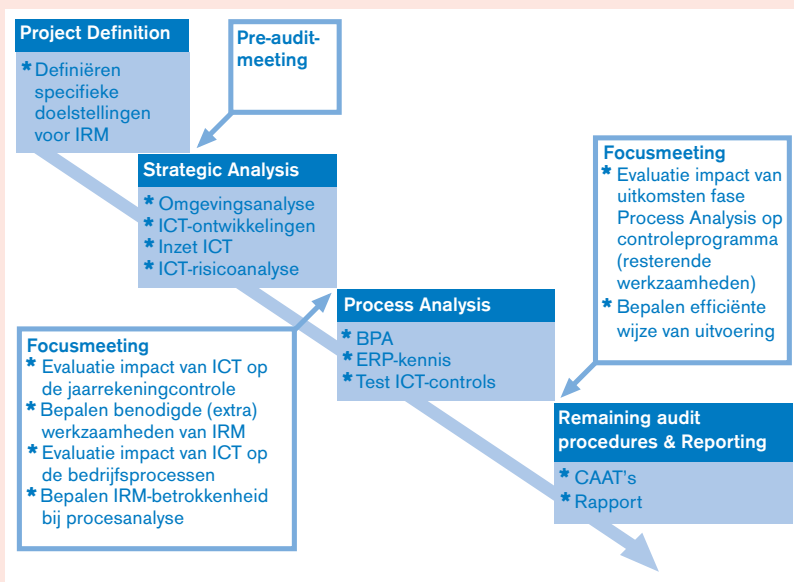 Project Definition
* Definiëren
specifieke
doelstellingen
voor IRM
Pre-audit-
meeting
Strategic Analysis
* Omgevingsanalyse
* ICT-ontwikkelingen
* Inzet ICT
* ICT-risicoanalyse
Focusmeeting
* Evaluatie impact van ICT op
de jaarrekeningcontrole
* Bepalen benodigde (extra)
werkzaamheden van IRM
* Evaluatie impact van ICT op
de bedrijfsprocessen
* Bepalen IRM-betrokkenheid
bij procesanalyse
Process Analysis
* BPA
* ERP-kennis
* Test ICT-controls
Focusmeeting
* Evaluatie impact van
uitkomsten fase
Process Analysis op
controleprogramma
(resterende
werkzaamheden)
* Bepalen efficiënte
wijze van uitvoering
Remaining audit
procedures & Reporting
* CAAT's
* Rapport